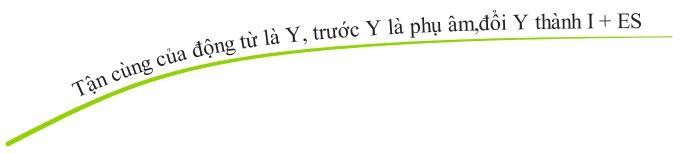 Tận cùng của động từ là Y, trước Y là phụ âm,đổi Y thành I + ES